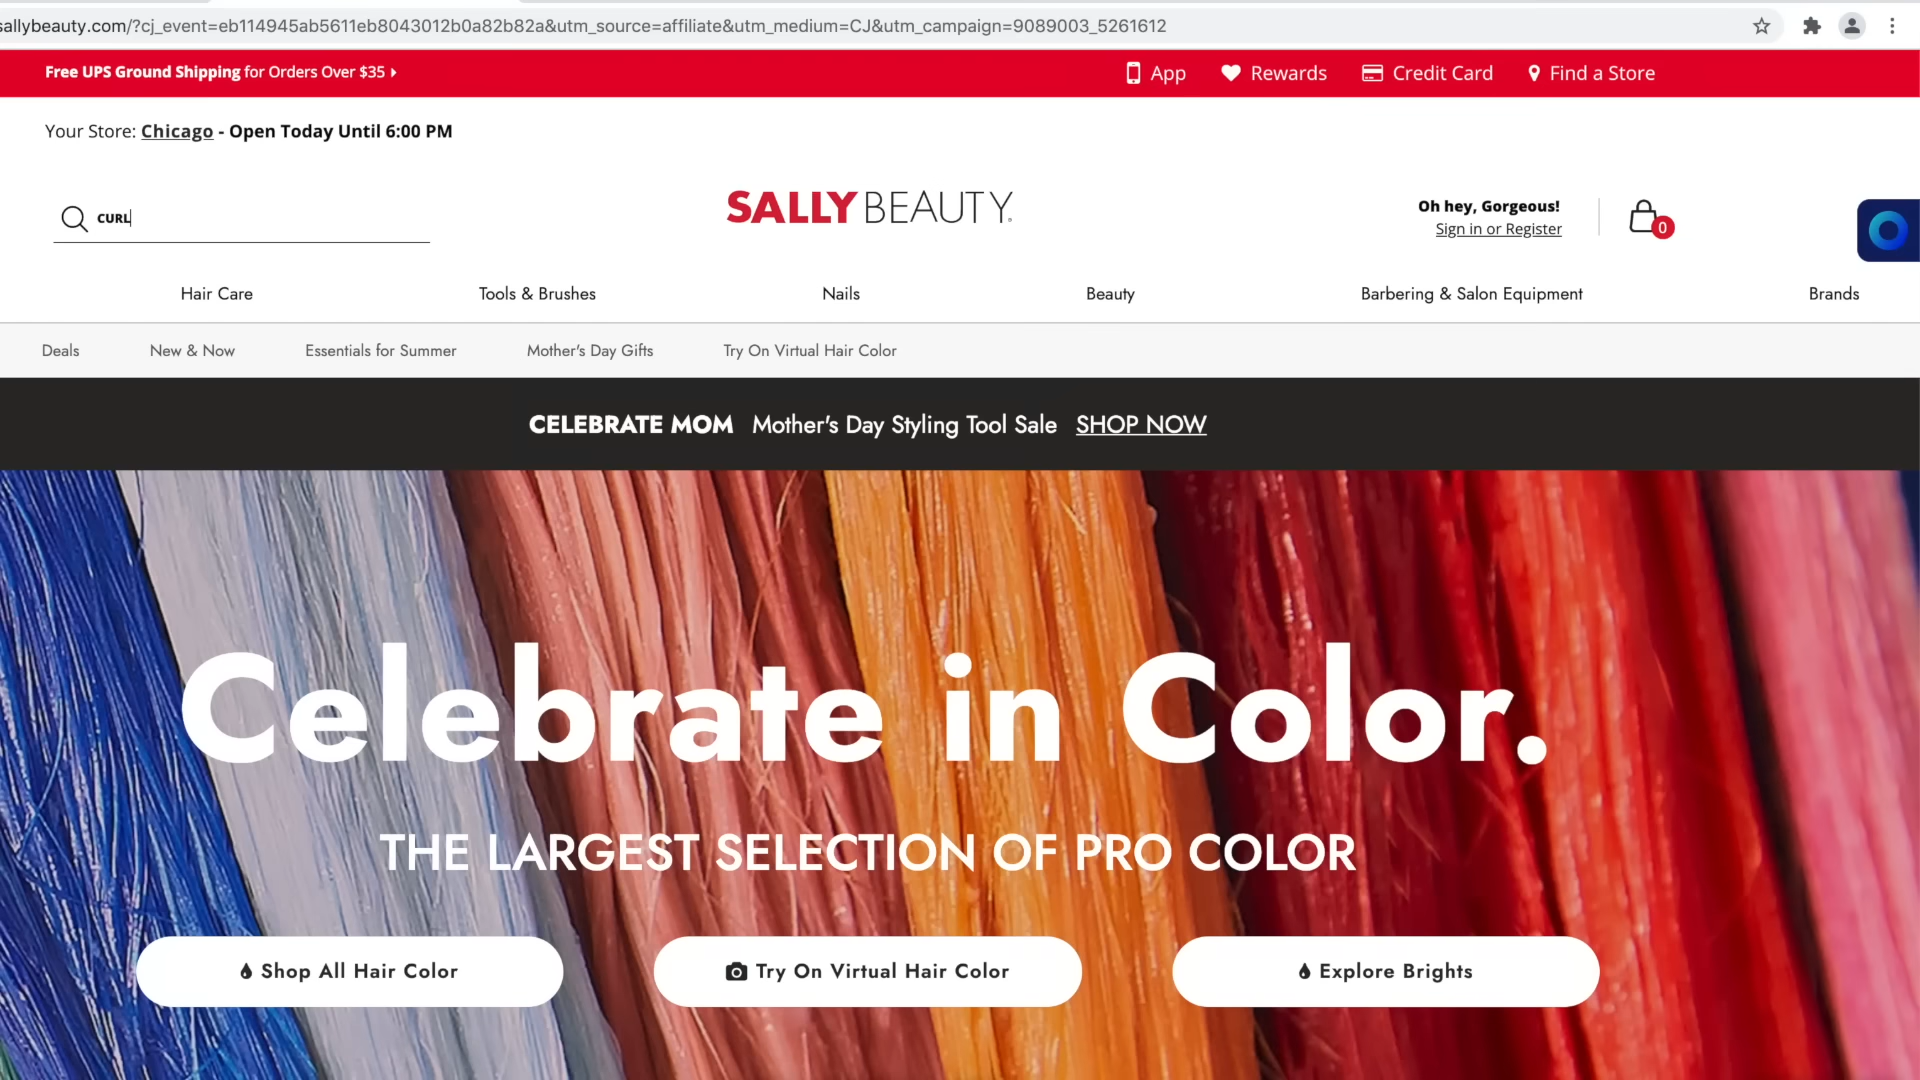 sallybeauty.com/?cj_event=eb114945ab5611eb8043012b0a82b82a&utm_source=affiliate&utm_medium=CJ&utm_campaign=9089003_5261612
Free UPS Ground Shipping for Orders Over $35
App
Rewards
Credit Card
Find a Store
Your Store: Chicago - Open Today Until 6:00 PM
CURL
SALLY BEAUTY®
Oh hey, Gorgeous!
Sign in or Register
0
Hair Care
Tools & Brushes
Nails
Beauty
Barbering & Salon Equipment
Brands
Deals
New & Now
Essentials for Summer
Mother's Day Gifts
Try On Virtual Hair Color
CELEBRATE MOM Mother's Day Styling Tool Sale SHOP NOW
Celebrate in Color.
THE LARGEST SELECTION OF PRO COLOR
Shop All Hair Color
Try On Virtual Hair Color
Explore Brights